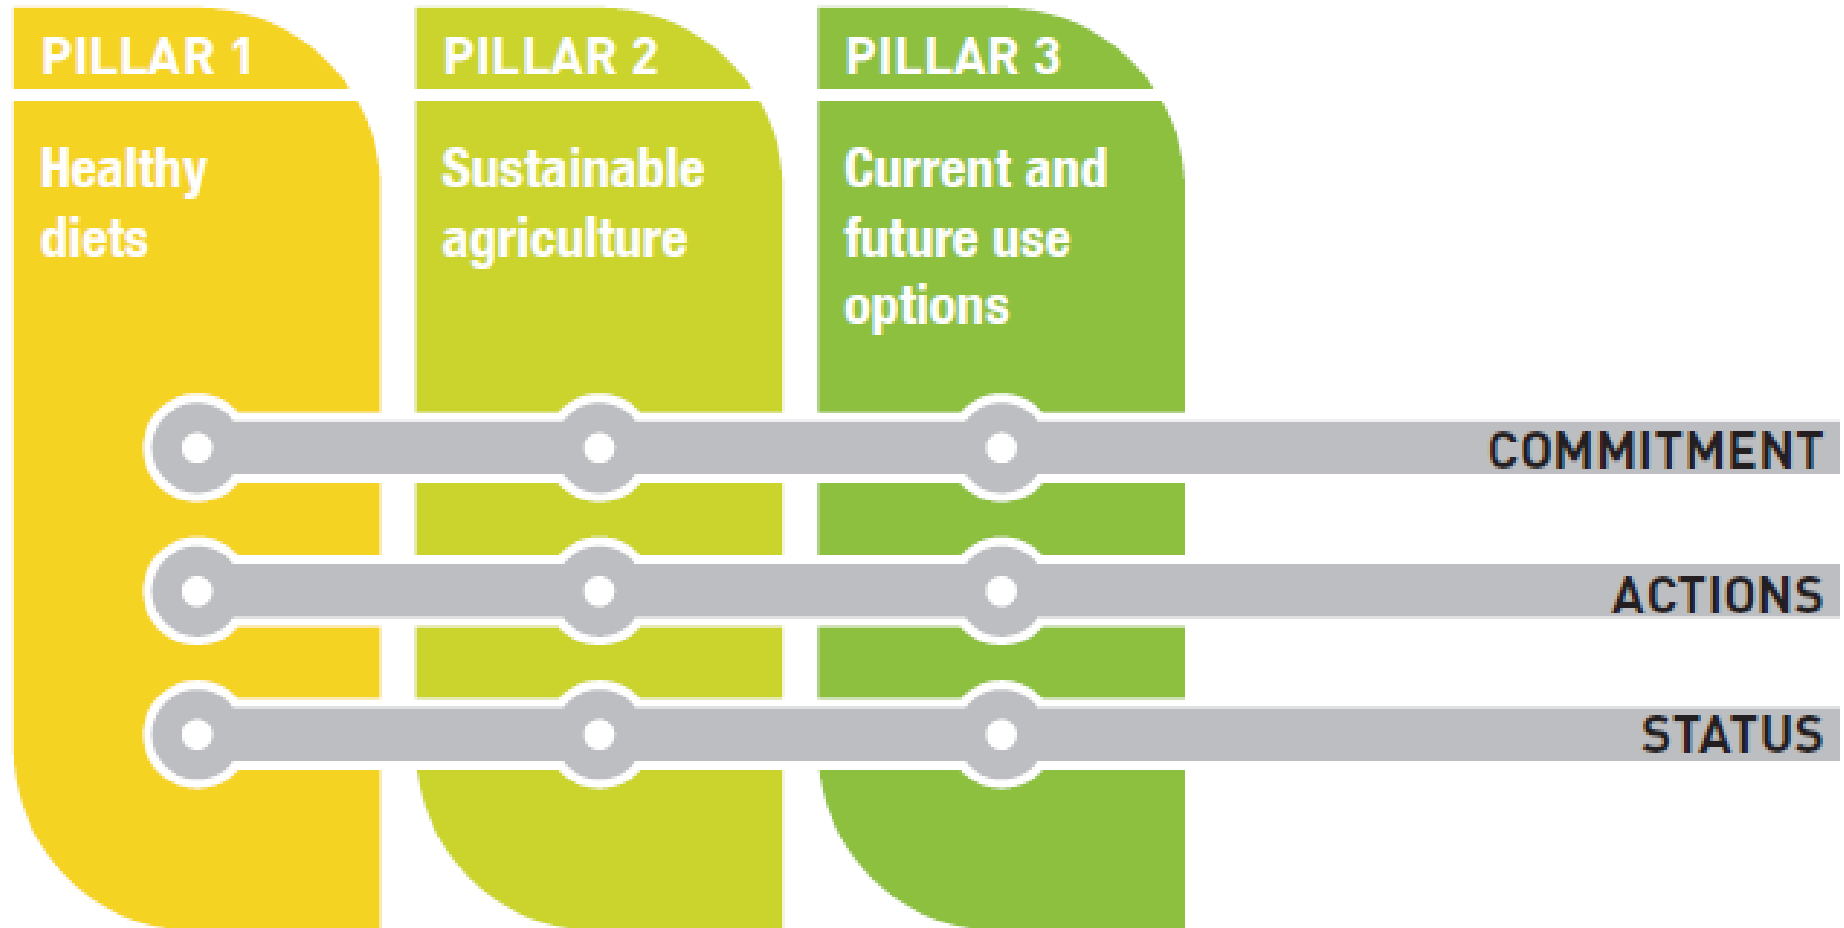 PILLAR 1
Healthy
diets
PILLAR 2
Sustainable
agriculture
PILLAR 3
Current and
future use
options
COMMITMENT
ACTIONS
STATUS